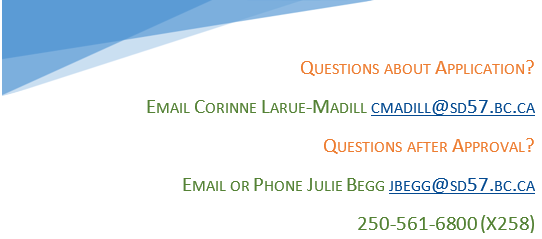 Questions about Application?
Email Corinne Larue-Madill cmadill@sd57.bc.ca
Questions after Approval?
Email or Phone Julie Begg jbegg@sd57.bc.ca
250-561-6800 (X258)